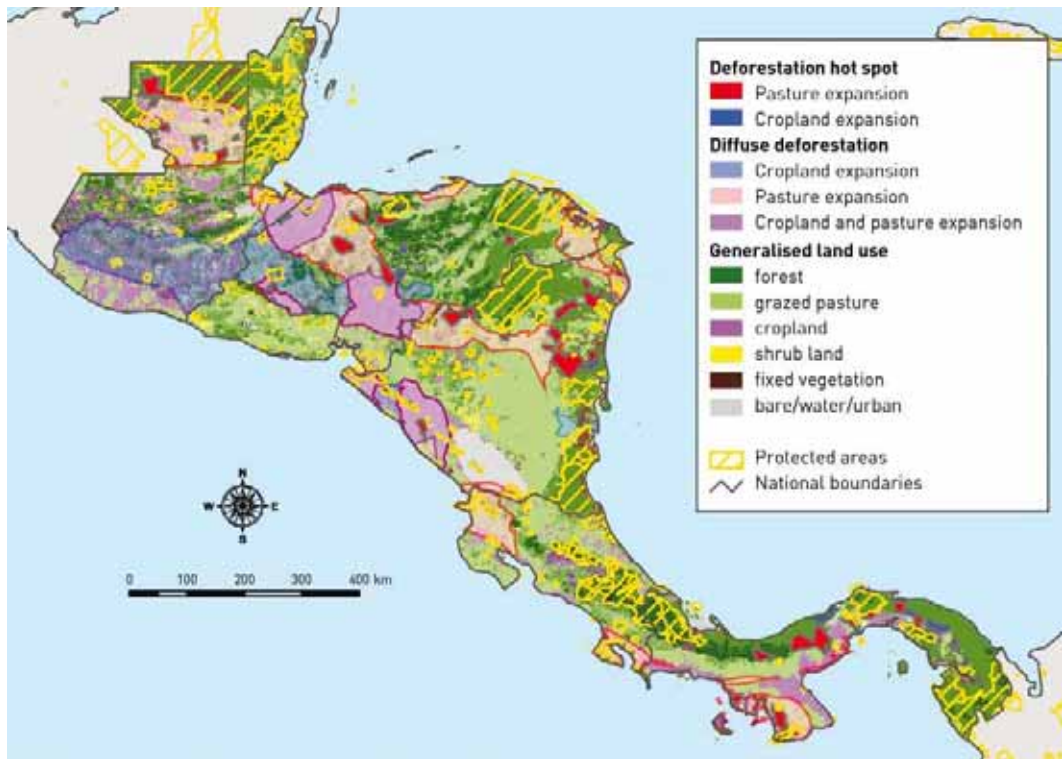 Deforestation hot spot
Pasture expansion
Cropland expansion
Diffuse deforestation
Cropland expansion
Pasture expansion
Cropland and pasture expansion
Generalised land use
forest
grazed pasture
cropland
shrub land
fixed vegetation
bare/water/urban
Protected areas
National boundaries
N
W E
S
0 100 200 300 400 km